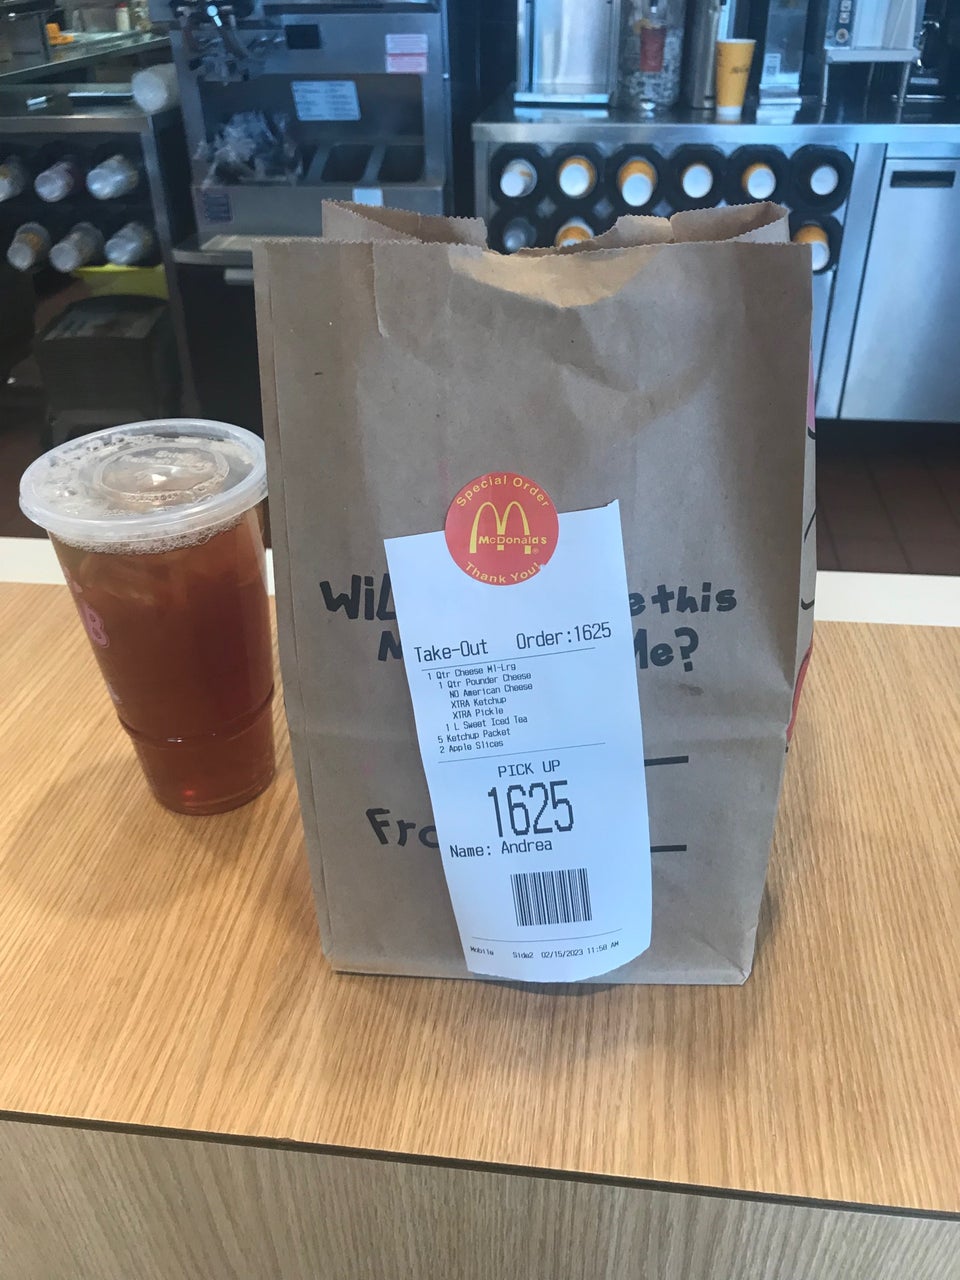 Special Order
McDonald's®
Thank You!
Wil e this
Me?
Take-Out Order:1625
1 Qtr Cheese Ml-Lrg
1 Qtr Pounder Cheese
NO American Cheese
XTRA Ketchup
XTRA Pickle
1 L Sweet Iced Tea
5 Ketchup Packet
2 Apple Slices
PICK UP
1625
Name: Andrea
Fro
Mobile Side2 02/15/2023 11:58 AM
B